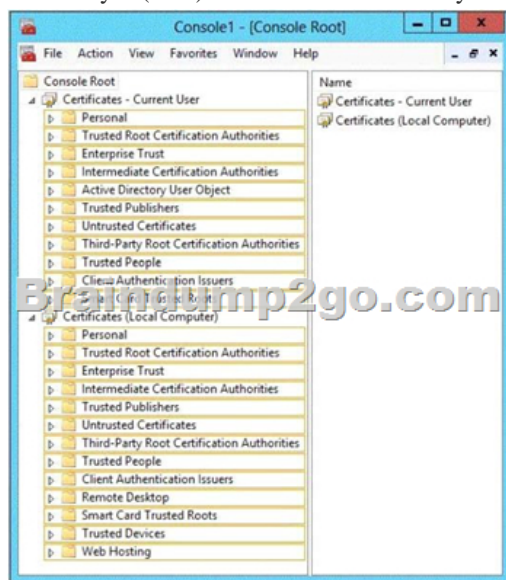 Console1 - [Console Root]
File Action View Favorites Window Help
Console Root
Certificates - Current User
Personal
Trusted Root Certification Authorities
Enterprise Trust
Intermediate Certification Authorities
Active Directory User Object
Trusted Publishers
Untrusted Certificates
Third-Party Root Certification Authorities
Trusted People
Client Authentication Issuers
Smart Card Trusted Roots
Certificates (Local Computer)
Personal
Trusted Root Certification Authorities
Enterprise Trust
Intermediate Certification Authorities
Trusted Publishers
Untrusted Certificates
Third-Party Root Certification Authorities
Trusted People
Client Authentication Issuers
Remote Desktop
Smart Card Trusted Roots
Trusted Devices
Web Hosting
Name
Certificates - Current User
Certificates (Local Computer)
Braindump2go.com